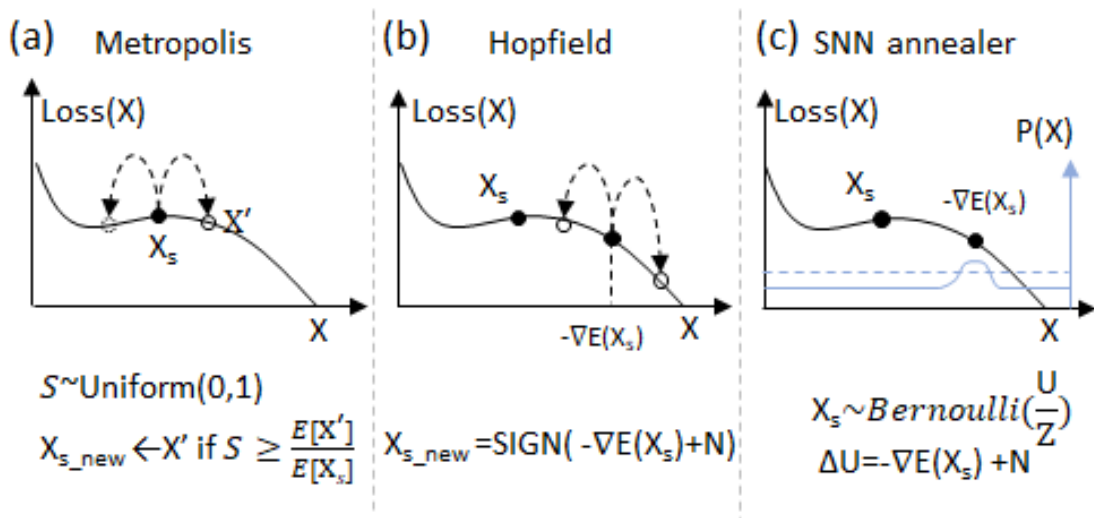 (a) Metropolis
Loss(X)
X'
Xₛ
X
S~Uniform(0,1)
Xₛ_new ←X' if S ≥ E[X']/E[Xₛ]
(b) Hopfield
Loss(X)
Xₛ
X
-∇E(Xₛ)
Xₛ_new =SIGN( -∇E(Xₛ)+N)
(c) SNN annealer
Loss(X)
P(X)
Xₛ
-∇E(Xₛ)
X
Xₛ~Bernoulli(U/Z)
ΔU=-∇E(Xₛ) +N